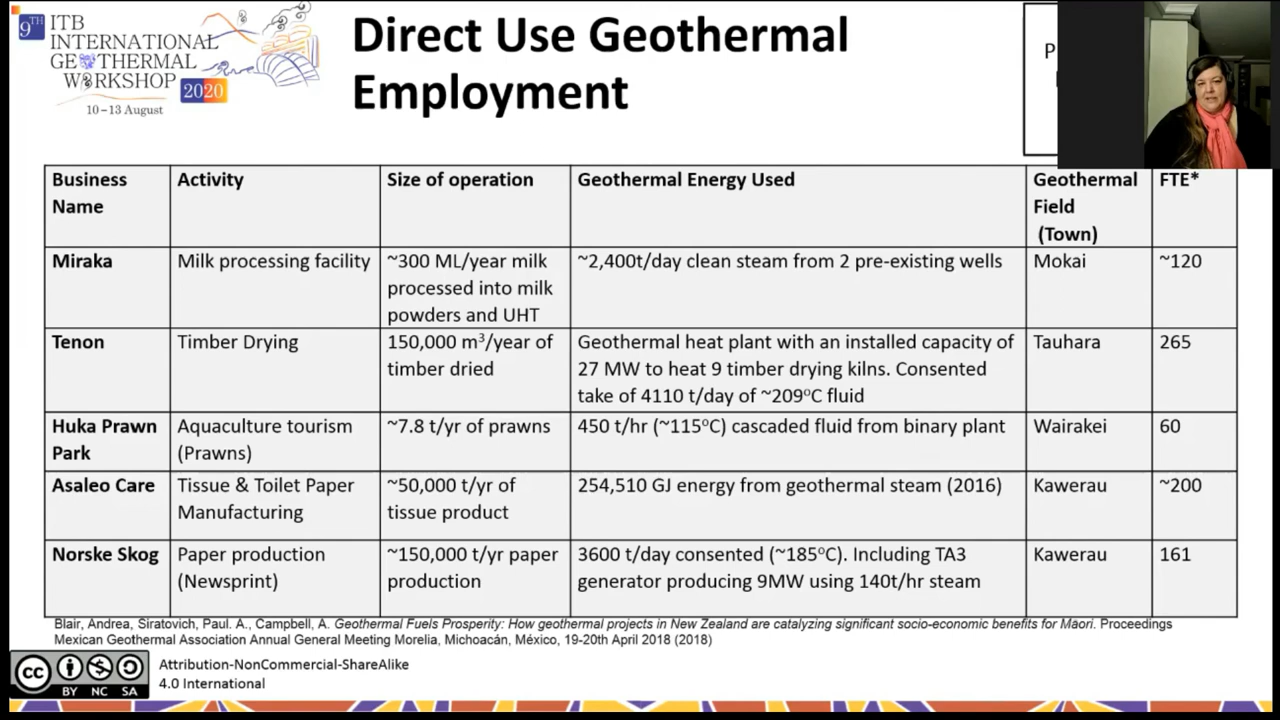 9TH ITB
INTERNATIONAL
GEOTHERMAL
WORKSHOP
2020
10–13 August
Direct Use Geothermal
Employment
P
Business Name | Activity | Size of operation | Geothermal Energy Used | Geothermal Field (Town) | FTE*
Miraka | Milk processing facility | ~300 ML/year milk processed into milk powders and UHT | ~2,400t/day clean steam from 2 pre-existing wells | Mokai | ~120
Tenon | Timber Drying | 150,000 m³/year of timber dried | Geothermal heat plant with an installed capacity of 27 MW to heat 9 timber drying kilns. Consented take of 4110 t/day of ~209°C fluid | Tauhara | 265
Huka Prawn Park | Aquaculture tourism (Prawns) | ~7.8 t/yr of prawns | 450 t/hr (~115°C) cascaded fluid from binary plant | Wairakei | 60
Asaleo Care | Tissue & Toilet Paper Manufacturing | ~50,000 t/yr of tissue product | 254,510 GJ energy from geothermal steam (2016) | Kawerau | ~200
Norske Skog | Paper production (Newsprint) | ~150,000 t/yr paper production | 3600 t/day consented (~185°C). Including TA3 generator producing 9MW using 140t/hr steam | Kawerau | 161
Blair, Andrea, Siratovich, Paul. A., Campbell, A. Geothermal Fuels Prosperity: How geothermal projects in New Zealand are catalyzing significant socio-economic benefits for Māori. Proceedings
Mexican Geothermal Association Annual General Meeting Morelia, Michoacán, México, 19-20th April 2018 (2018)
cc BY NC SA
Attribution-NonCommercial-ShareAlike
4.0 International